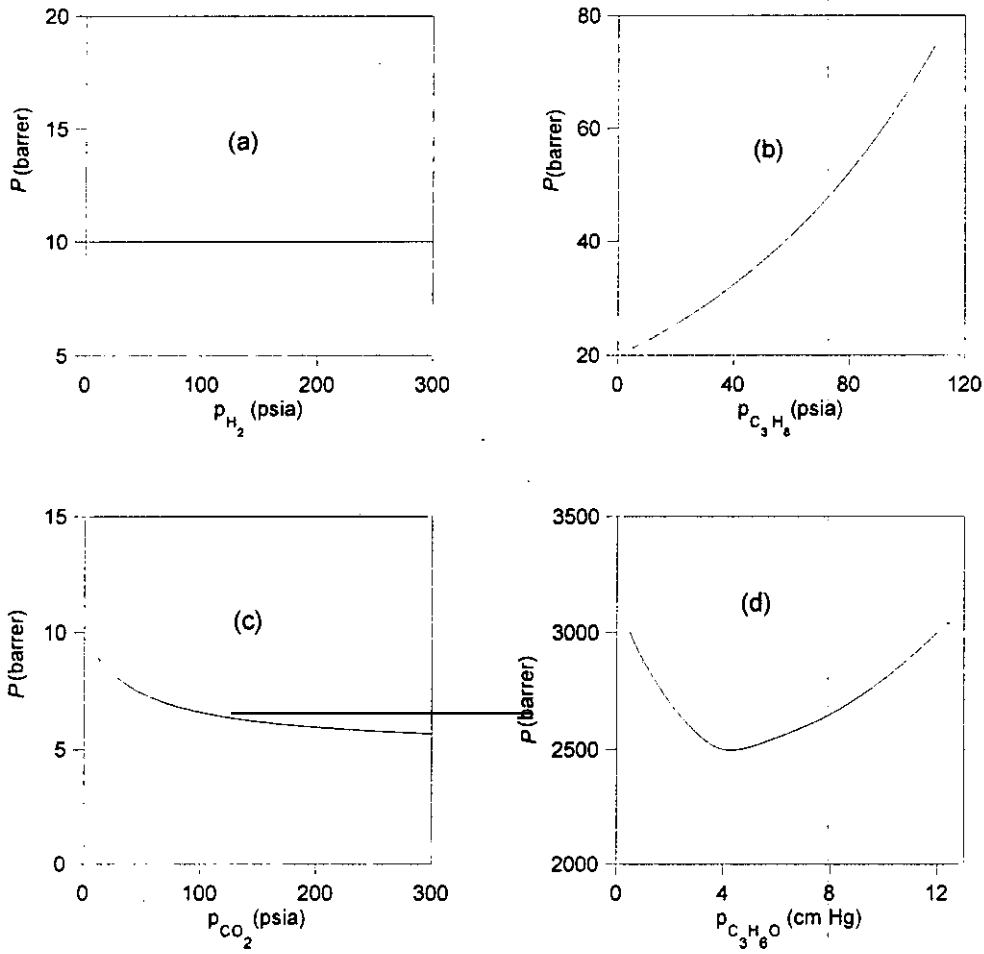 20
15
10
5
P(barrer)
(a)
0 100 200 300
p_H2 (psia)
80
60
40
20
P(barrer)
(b)
0 40 80 120
p_C3H8 (psia)
15
10
5
0
P(barrer)
(c)
0 100 200 300
p_CO2 (psia)
3500
3000
2500
2000
P(barrer)
(d)
0 4 8 12
p_C3H6O (cm Hg)